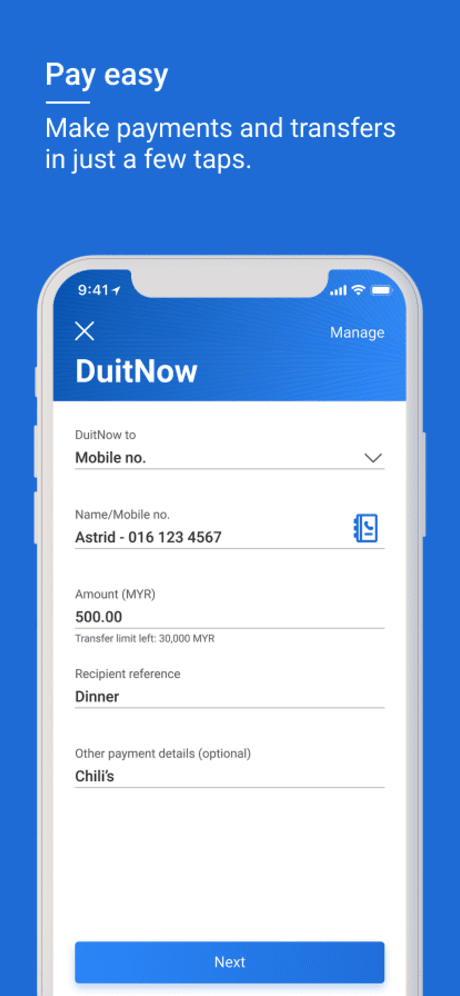 Pay easy
Make payments and transfers
in just a few taps.
9:41
Manage
DuitNow
DuitNow to
Mobile no.
Name/Mobile no.
Astrid - 016 123 4567
Amount (MYR)
500.00
Transfer limit left: 30,000 MYR
Recipient reference
Dinner
Other payment details (optional)
Chili’s
Next